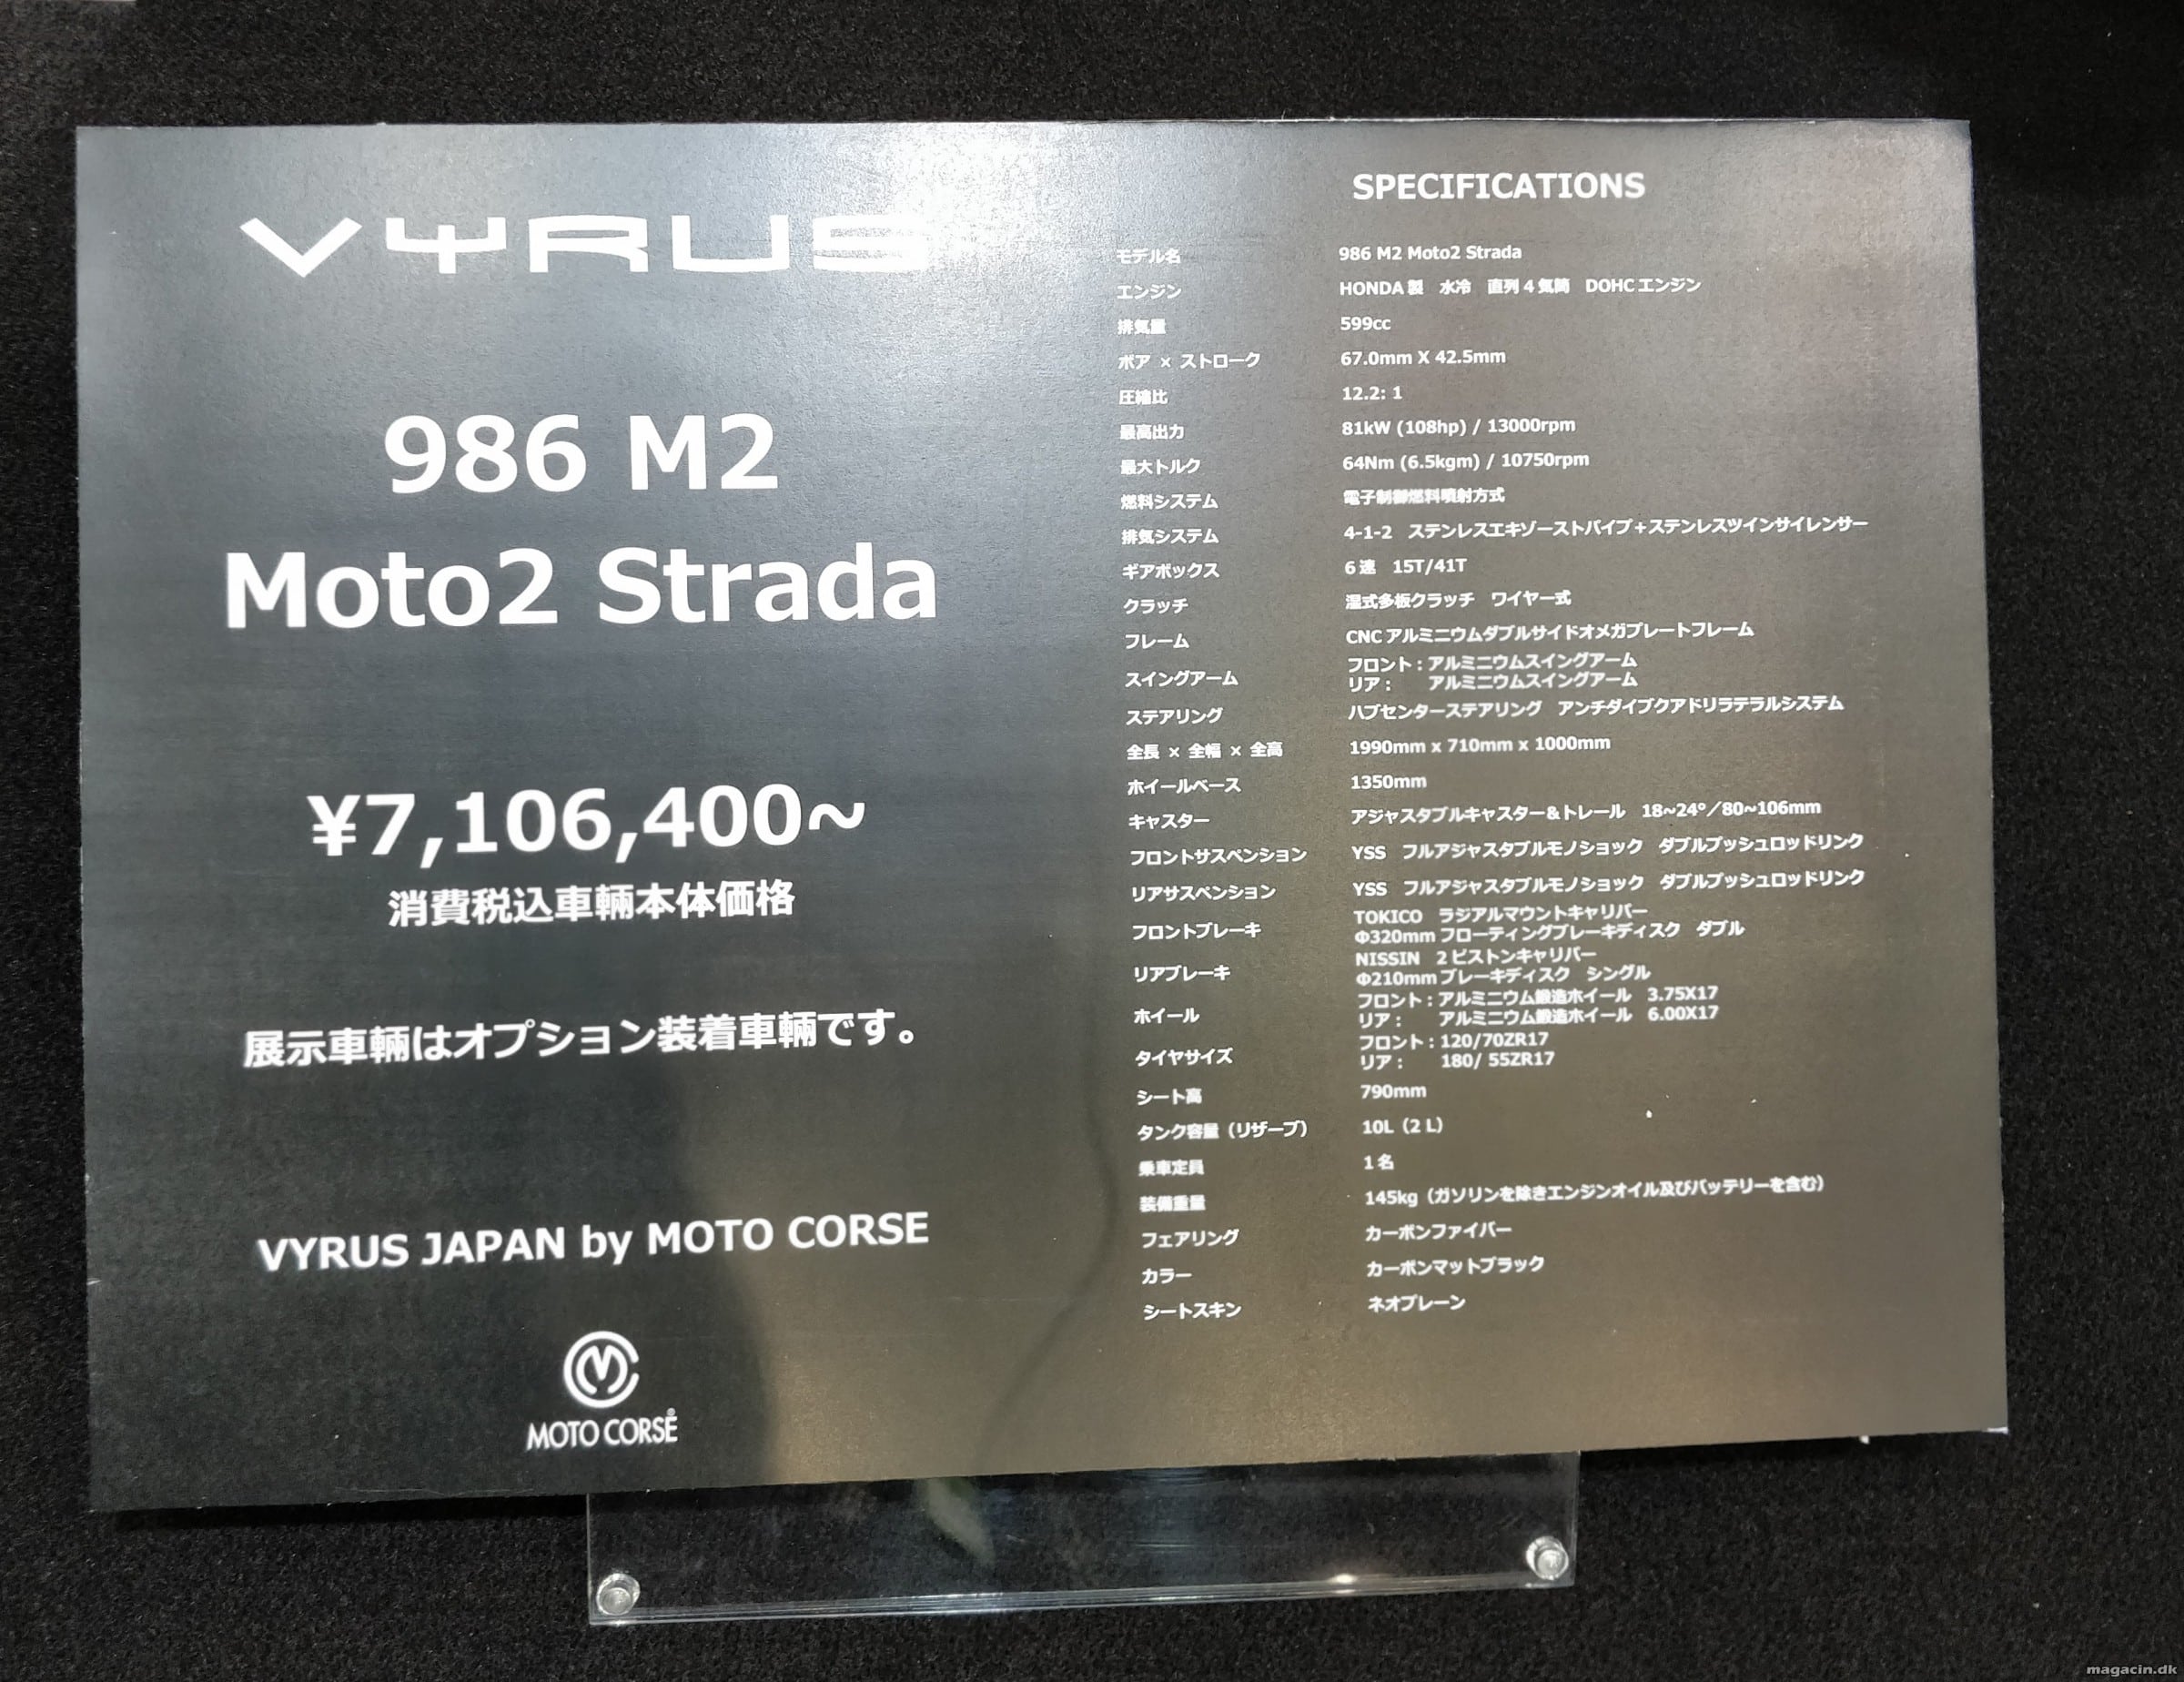 VYRUS
986 M2
Moto2 Strada
¥7,106,400~
消費税込車輛本体価格
展示車輛はオプション装着車輛です。
VYRUS JAPAN by MOTO CORSE
MOTO CORSE
SPECIFICATIONS
モデル名 986 M2 Moto2 Strada
エンジン HONDA製 水冷 直列4気筒 DOHCエンジン
排気量 599cc
ボア × ストローク 67.0mm X 42.5mm
圧縮比 12.2: 1
最高出力 81kW (108hp) / 13000rpm
最大トルク 64Nm (6.5kgm) / 10750rpm
燃料システム 電子制御燃料噴射方式
排気システム 4-1-2 ステンレスエキゾーストパイプ+ステンレスツインサイレンサー
ギアボックス 6速 15T/41T
クラッチ 湿式多板クラッチ ワイヤー式
フレーム CNCアルミニウムダブルサイドオメガプレートフレーム
スイングアーム フロント:アルミニウムスイングアーム
リア: アルミニウムスイングアーム
ステアリング ハブセンターステアリング アンチダイブクアドリラテラルシステム
全長 × 全幅 × 全高 1990mm x 710mm x 1000mm
ホイールベース 1350mm
キャスター アジャスタブルキャスター&トレール 18~24°/80~106mm
フロントサスペンション YSS フルアジャスタブルモノショック ダブルプッシュロッドリンク
リアサスペンション YSS フルアジャスタブルモノショック ダブルプッシュロッドリンク
フロントブレーキ TOKICO ラジアルマウントキャリパー
Φ320mmフローティングブレーキディスク ダブル
リアブレーキ NISSIN 2ピストンキャリパー
Φ210mmブレーキディスク シングル
ホイール フロント:アルミニウム鍛造ホイール 3.75X17
リア: アルミニウム鍛造ホイール 6.00X17
タイヤサイズ フロント:120/70ZR17
リア: 180/ 55ZR17
シート高 790mm
タンク容量(リザーブ) 10L(2 L)
乗車定員 1名
装備重量 145kg(ガソリンを除きエンジンオイル及びバッテリーを含む)
フェアリング カーボンファイバー
カラー カーボンマットブラック
シートスキン ネオプレーン
magacin.dk